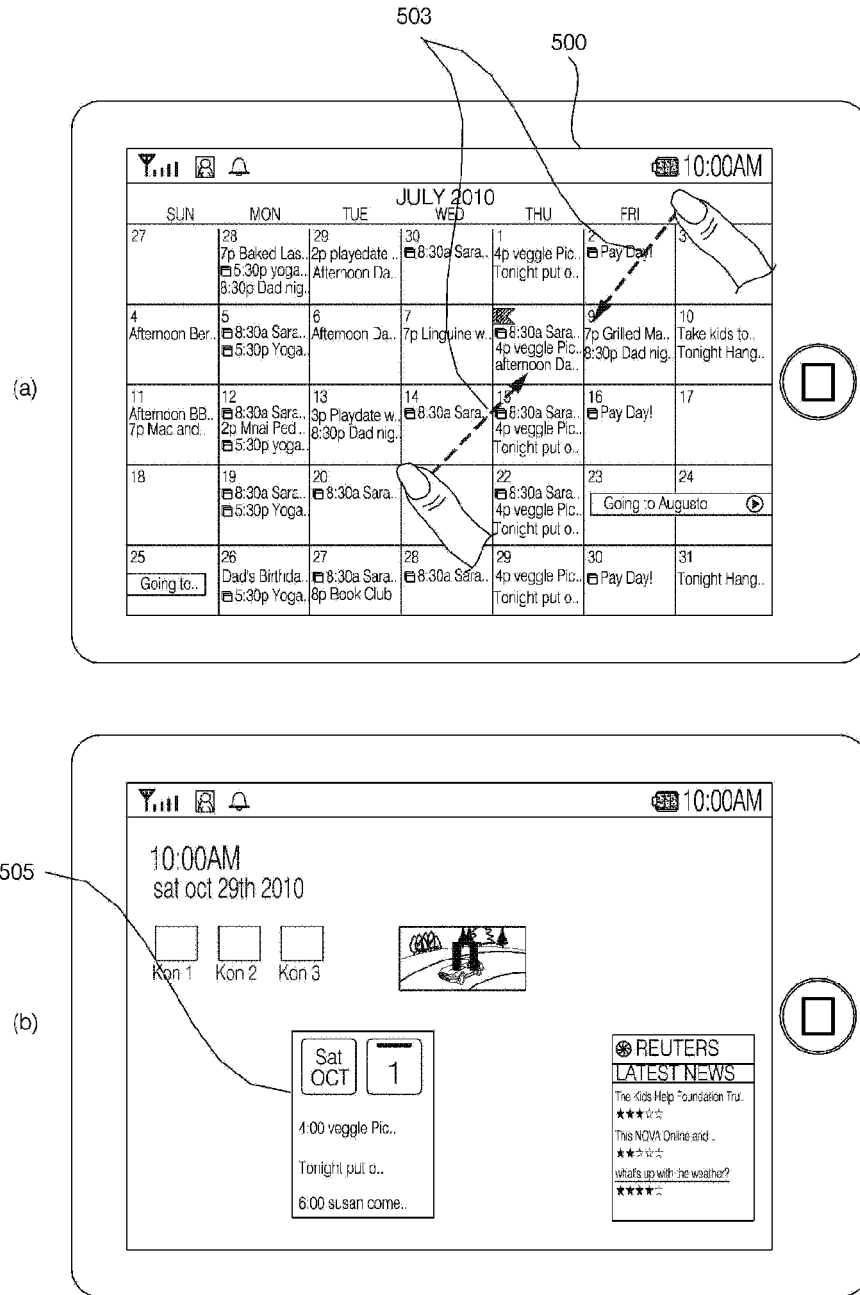 503
500
10:00AM
JULY 2010
SUN MON TUE WED THU FRI
27 28 29 30 1 2 3
7p Baked Las.. 2p playedate .. 8:30a Sara.. 4p veggle Pic.. Pay Day!
5:30p yoga.. Afternoon Da.. Tonight put o..
8:30p Dad nig..
4 5 6 7 9 10
Afternoon Ber.. 8:30a Sara.. Afternoon Da.. 7p Linguine w.. 8:30a Sara.. 7p Grilled Ma.. Take kids to..
5:30p Yoga.. 4p veggle Pic.. 8:30p Dad nig.. Tonight Hang..
afternoon Da..
(a)
11 12 13 14 15 16 17
Afternoon BB.. 8:30a Sara.. 3p Playdate w.. 8:30a Sara.. 8:30a Sara.. Pay Day!
7p Mac and.. 2p Mnai Ped .. 8:30p Dad nig.. 4p veggle Pic..
5:30p yoga.. Tonight put o..
18 19 20 22 23 24
8:30a Sara.. 8:30a Sara.. 8:30a Sara.. Going to Augusto
5:30p Yoga.. 4p veggle Pic..
Tonight put o..
25 26 27 28 29 30 31
Going to.. Dad's Birthda.. 8:30a Sara.. 8:30a Sara.. 4p veggle Pic.. Pay Day! Tonight Hang..
5:30p Yoga.. 8p Book Club Tonight put o..
10:00AM
505
10:00AM
sat oct 29th 2010
Kon 1 Kon 2 Kon 3
(b)
Sat
OCT 1
4:00 veggle Pic..
Tonight put o..
6:00 susan come..
REUTERS
LATEST NEWS
The Kids Help Foundation Tru..
This NOVA Online and ..
what's up with the weather?